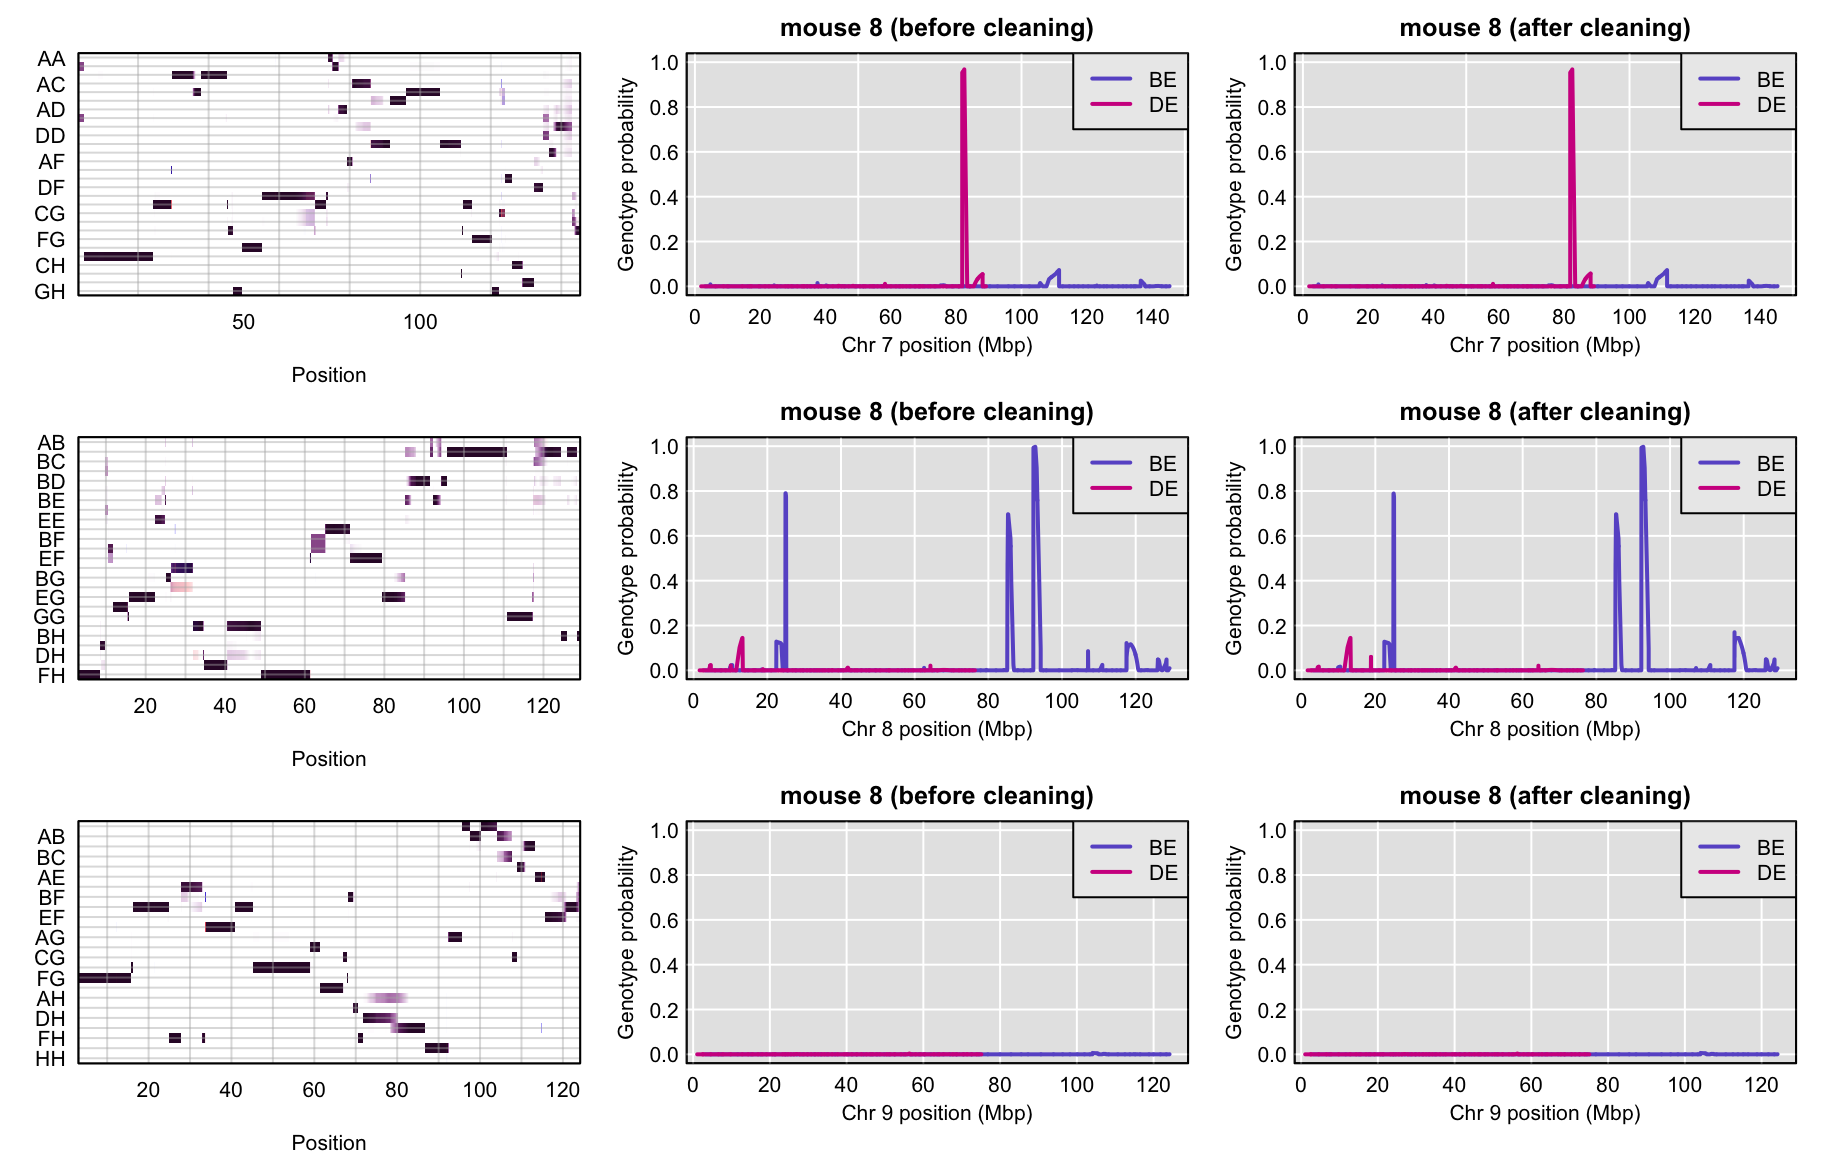 AA
AC
AD
DD
AF
DF
CG
FG
CH
GH
50 100
Position
mouse 8 (before cleaning)
Genotype probability
1.0
0.8
0.6
0.4
0.2
0.0
BE
DE
0 20 40 60 80 100 120 140
Chr 7 position (Mbp)
mouse 8 (after cleaning)
Genotype probability
1.0
0.8
0.6
0.4
0.2
0.0
BE
DE
0 20 40 60 80 100 120 140
Chr 7 position (Mbp)
AB
BC
BD
BE
EE
BF
EF
BG
EG
GG
BH
DH
FH
20 40 60 80 100 120
Position
mouse 8 (before cleaning)
Genotype probability
1.0
0.8
0.6
0.4
0.2
0.0
BE
DE
0 20 40 60 80 100 120
Chr 8 position (Mbp)
mouse 8 (after cleaning)
Genotype probability
1.0
0.8
0.6
0.4
0.2
0.0
BE
DE
0 20 40 60 80 100 120
Chr 8 position (Mbp)
AB
BC
AE
BF
EF
AG
CG
FG
AH
DH
FH
HH
20 40 60 80 100 120
Position
mouse 8 (before cleaning)
Genotype probability
1.0
0.8
0.6
0.4
0.2
0.0
BE
DE
0 20 40 60 80 100 120
Chr 9 position (Mbp)
mouse 8 (after cleaning)
Genotype probability
1.0
0.8
0.6
0.4
0.2
0.0
BE
DE
0 20 40 60 80 100 120
Chr 9 position (Mbp)